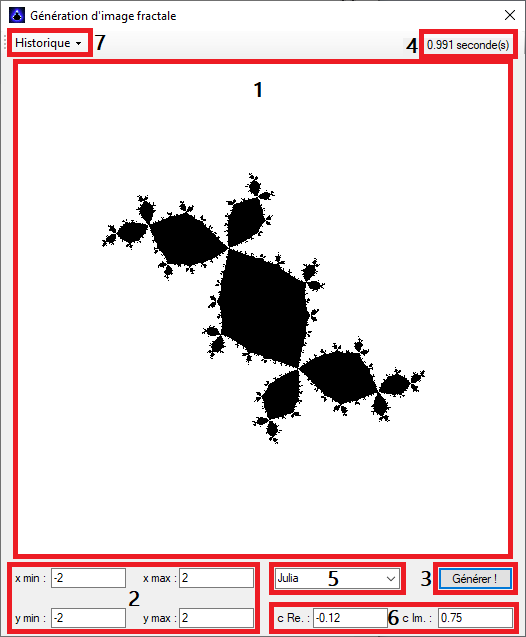 Génération d'image fractale
Historique 7 4 0.991 seconde(s)
1
x min : -2 x max : 2 Julia 5 3 Générer !
2
y min : -2 y max : 2 c Re. : -0.12 6 c Im. : 0.75